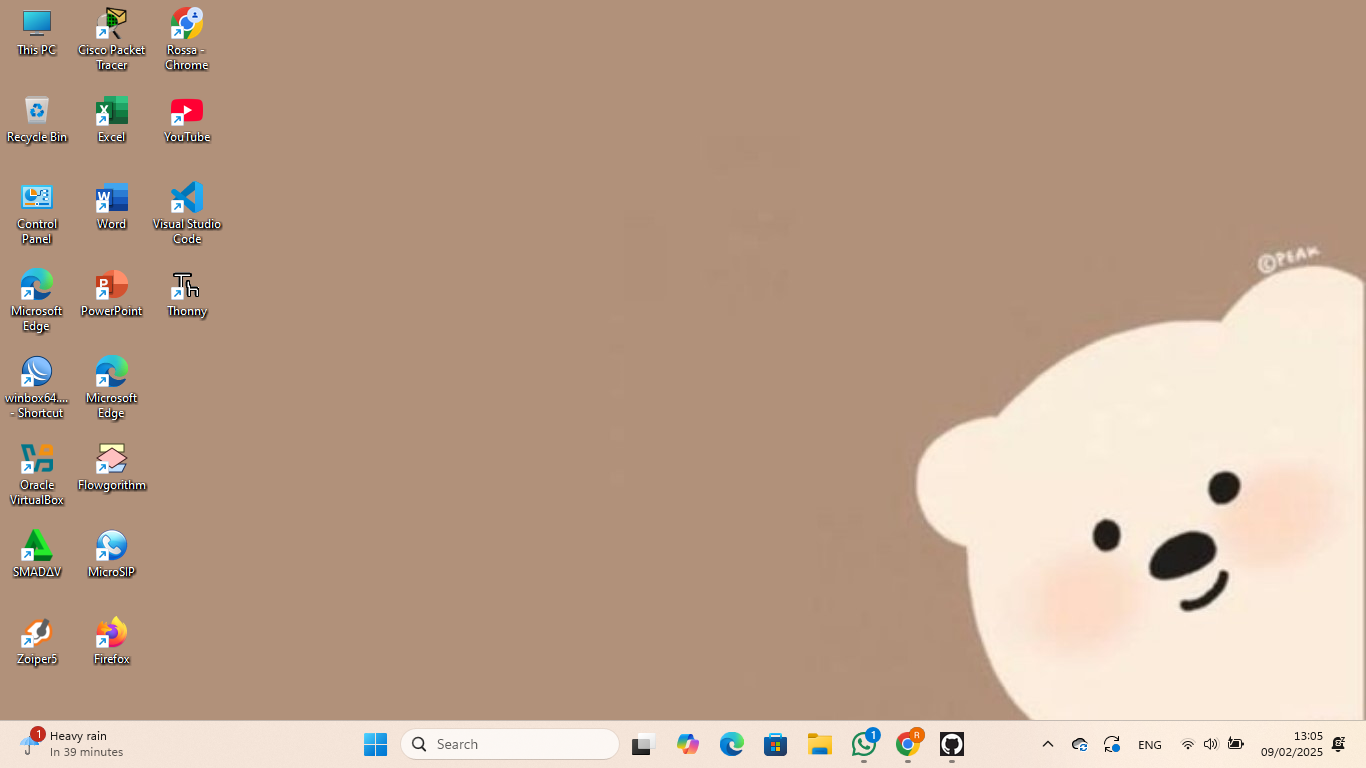 This PC
Cisco Packet
Tracer
Rossa -
Chrome
Recycle Bin
Excel
YouTube
Control
Panel
Word
Visual Studio
Code
Microsoft
Edge
PowerPoint
Thonny
winbox64....
- Shortcut
Microsoft
Edge
Oracle
VirtualBox
Flowgorithm
SMADΔV
MicroSIP
Zoiper5
Firefox
©PEAK
1
Heavy rain
In 39 minutes
Search
1
R
ENG
13:05
09/02/2025